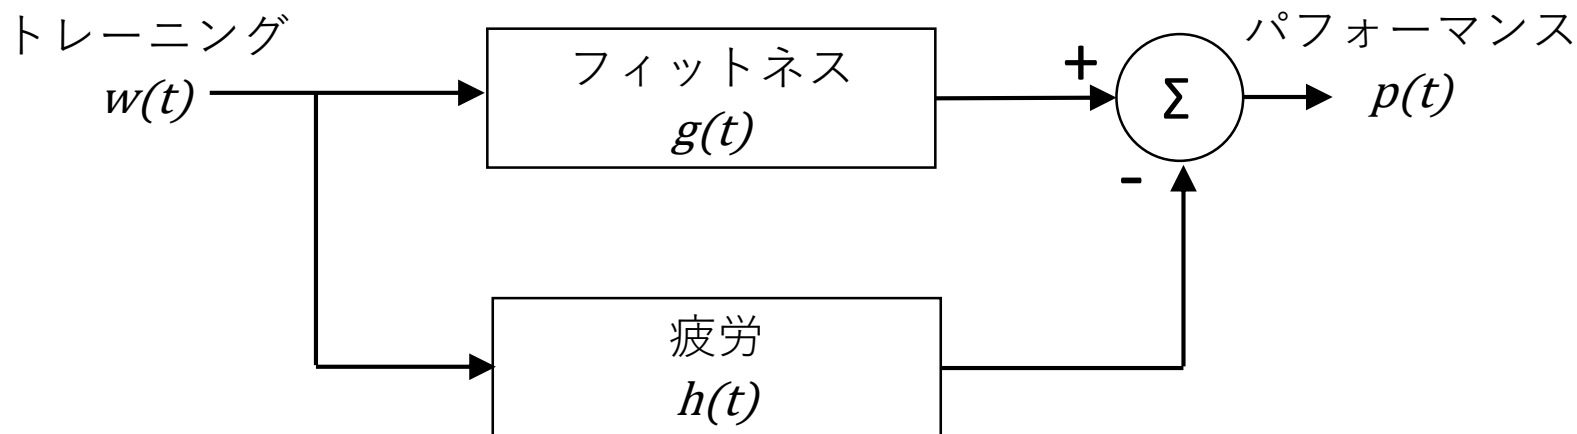 トレーニング
w(t)
フィットネス
g(t)
+
Σ
-
パフォーマンス
p(t)
疲労
h(t)